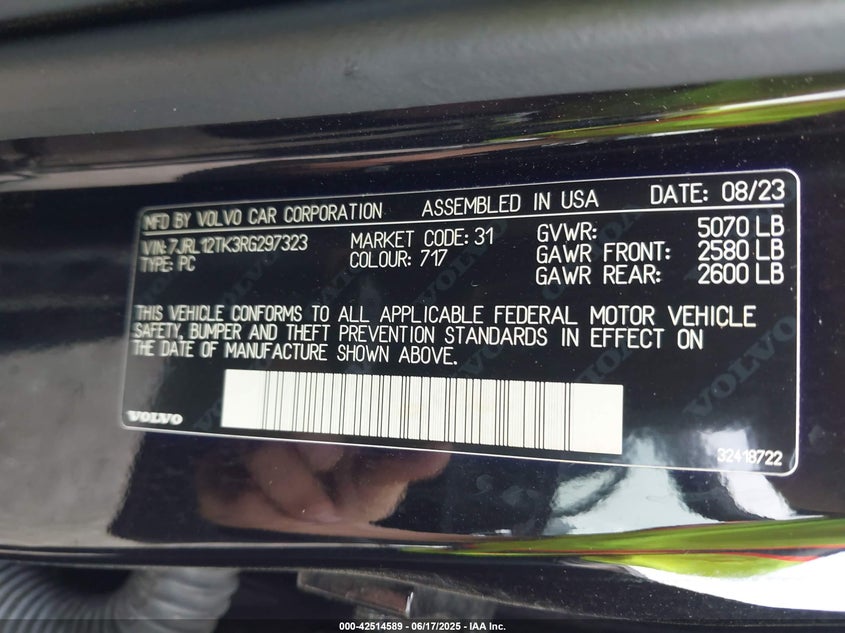 MFD BY VOLVO CAR CORPORATION ASSEMBLED IN USA DATE: 08/23
VIN: 7JRL12TK3RG297323 MARKET CODE: 31 GVWR: 5070 LB
TYPE: PC COLOUR: 717 GAWR FRONT: 2580 LB
GAWR REAR: 2600 LB
THIS VEHICLE CONFORMS TO ALL APPLICABLE FEDERAL MOTOR VEHICLE
SAFETY, BUMPER AND THEFT PREVENTION STANDARDS IN EFFECT ON
THE DATE OF MANUFACTURE SHOWN ABOVE.
VOLVO
32418722
000-42514589 - 06/17/2025 - IAA Inc.